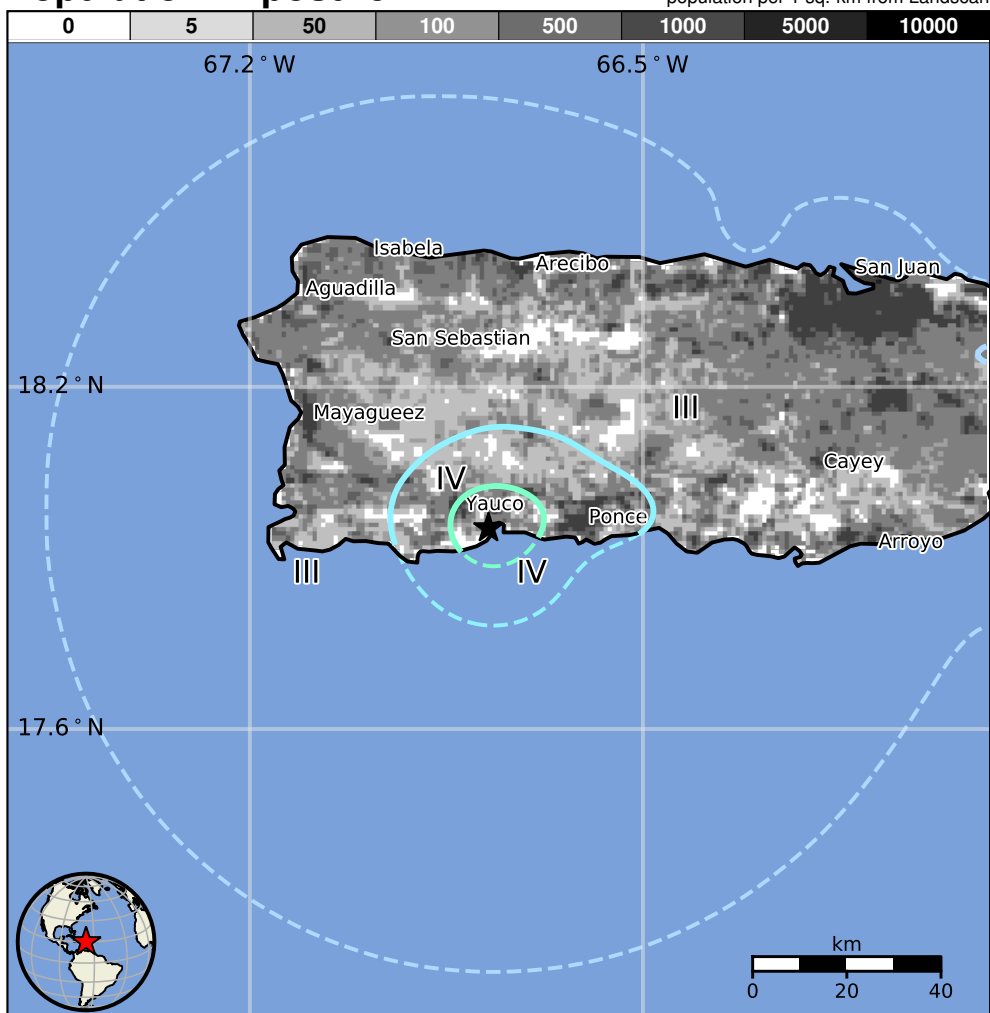 population per 1 sq. km from Landscan
0 5 50 100 500 1000 5000 10000
67.2°W 66.5°W
Isabela
Arecibo
San Juan
Aguadilla
San Sebastian
18.2°N
III
Mayagueez
Cayey
IV
Yauco
Ponce
Arroyo
III
IV
17.6°N
km
0 20 40